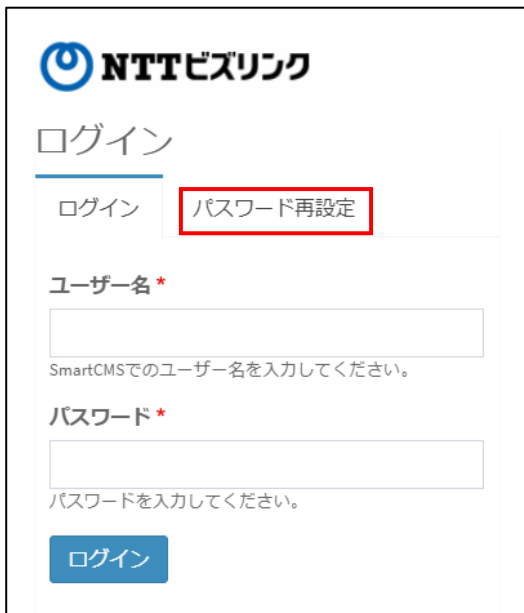 NTTビズリンク
ログイン
ログイン パスワード再設定
ユーザー名 *
SmartCMSでのユーザー名を入力してください。
パスワード *
パスワードを入力してください。
ログイン